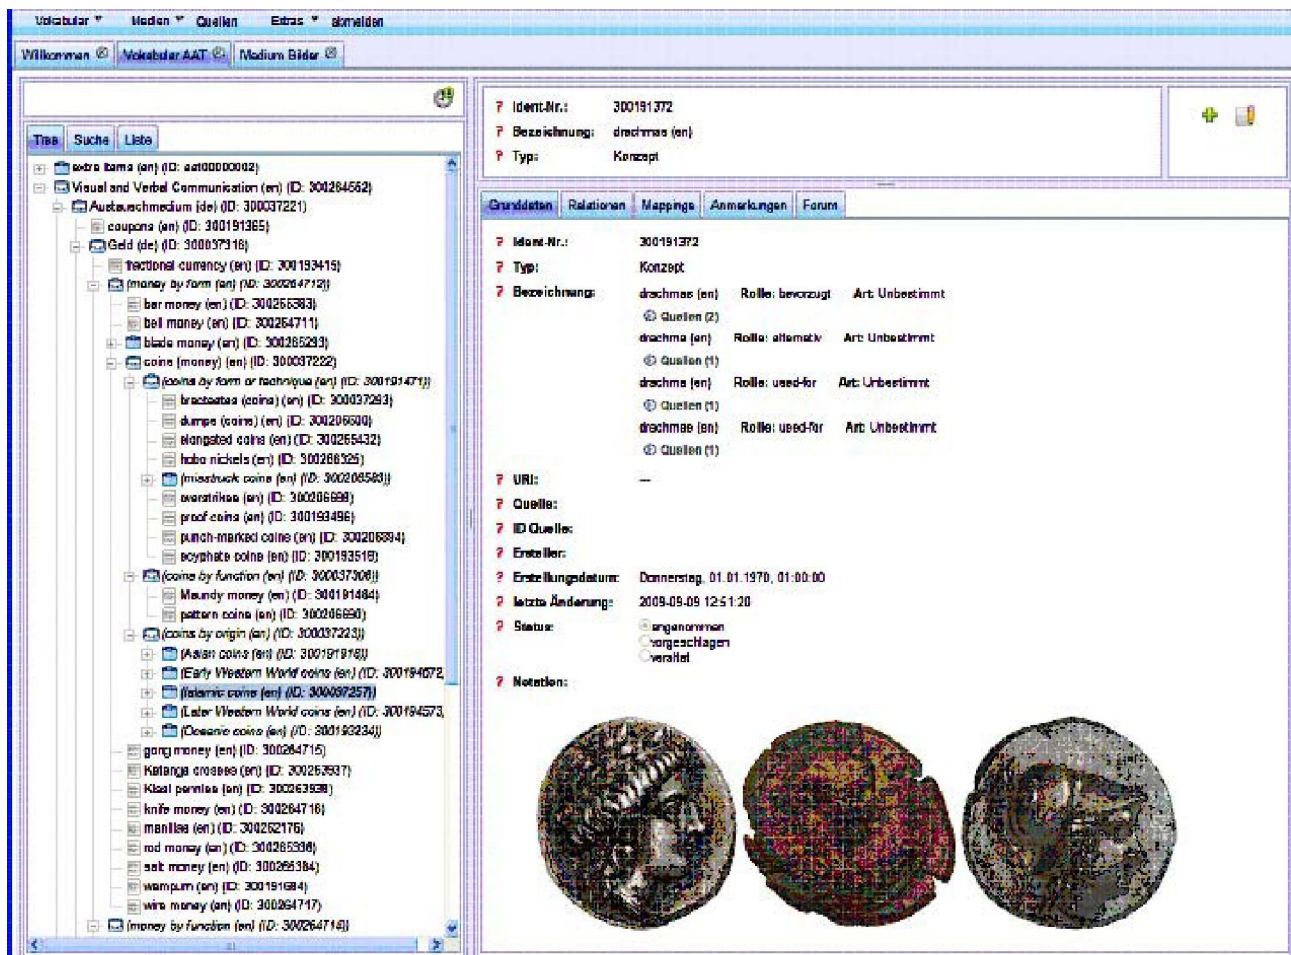 Vokabular Medien Quellen Extras abmelden
Willkommen Vokabular AAT Medium Bilder
Tree Suche Liste
extra items (en) (ID: aat00000002)
Visual and Verbal Communication (en) (ID: 300264552)
Austauschmedium (de) (ID: 300037221)
coupons (en) (ID: 300191365)
Geld (de) (ID: 300037316)
fractional currency (en) (ID: 300193415)
(money by form (en) (ID: 300264712))
bar money (en) (ID: 300265383)
bell money (en) (ID: 300264711)
blade money (en) (ID: 300265293)
coins (money) (en) (ID: 300037222)
(coins by form or technique (en) (ID: 300191471))
bracteates (coins) (en) (ID: 300037293)
dumps (coins) (en) (ID: 300206600)
elongated coins (en) (ID: 300265432)
hobo nickels (en) (ID: 300266325)
(misstruck coins (en) (ID: 300206583))
overstrikes (en) (ID: 300206698)
proof coins (en) (ID: 300193496)
punch-marked coins (en) (ID: 300206694)
scyphate coins (en) (ID: 300193516)
(coins by function (en) (ID: 300037306))
Maundy money (en) (ID: 300191484)
pattern coins (en) (ID: 300206690)
(coins by origin (en) (ID: 300037223))
(Asian coins (en) (ID: 300191916))
(Early Western World coins (en) (ID: 300194572,
(Islamic coins (en) (ID: 300037257))
(Later Western World coins (en) (ID: 300194573,
(Oceanic coins (en) (ID: 300193234))
gong money (en) (ID: 300264715)
Katanga crosses (en) (ID: 300263937)
Kissi pennies (en) (ID: 300263938)
knife money (en) (ID: 300264716)
manillas (en) (ID: 300262176)
rod money (en) (ID: 300265336)
salt money (en) (ID: 300265384)
wampum (en) (ID: 300191694)
wire money (en) (ID: 300264717)
(money by function (en) (ID: 300264714))
? Ident-Nr.: 300191372
? Bezeichnung: drachmas (en)
? Typ: Konzept
Grunddaten Relationen Mappings Anmerkungen Forum
? Ident-Nr.: 300191372
? Typ: Konzept
? Bezeichnung: drachmas (en) Rolle: bevorzugt Art: Unbestimmt
Quellen (2)
drachma (en) Rolle: alternativ Art: Unbestimmt
Quellen (1)
Rolle: used-for Art: Unbestimmt
Quellen (1)
Rolle: used-for Art: Unbestimmt
Quellen (1)
? URI: ---
? Quelle:
? ID Quelle:
? Ersteller:
? Erstellungsdatum: Donnerstag, 01.01.1970, 01:00:00
? letzte Änderung: 2009-09-09 12:51:20
? Status: angenommen
vorgeschlagen
veraltet
? Notation: